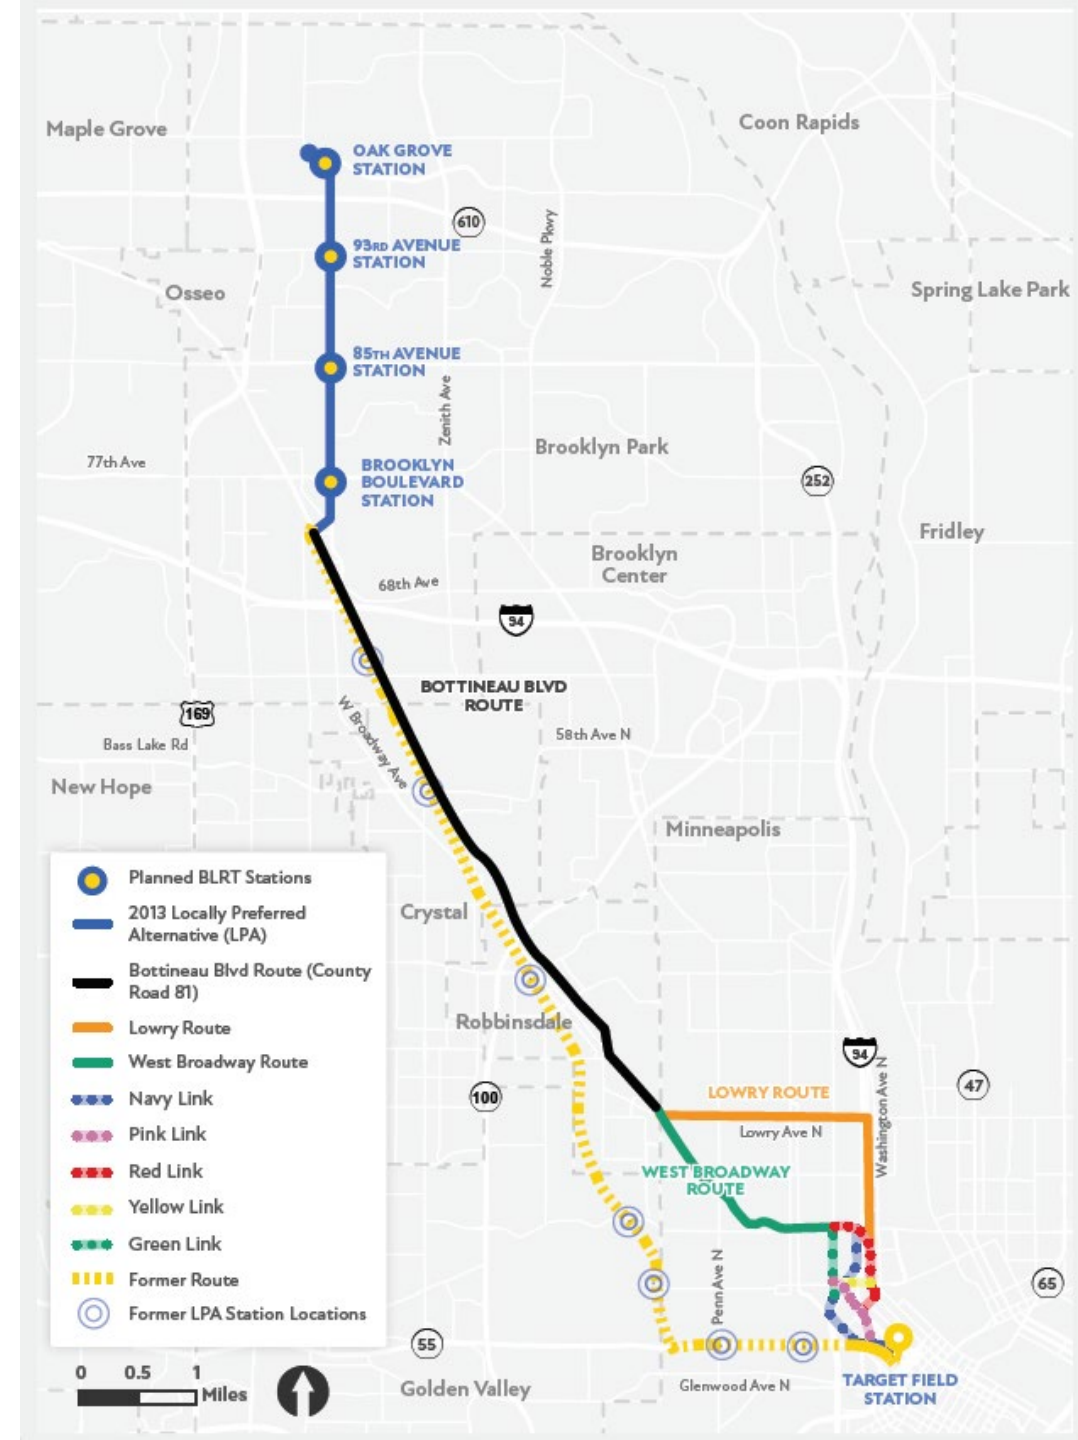 Maple Grove
Coon Rapids
OAK GROVE
STATION
610
Noble Pkwy
93RD AVENUE
STATION
Osseo
Spring Lake Park
85TH AVENUE
STATION
Zenith Ave
Brooklyn Park
77th Ave
BROOKLYN
BOULEVARD
STATION
252
Fridley
Brooklyn
Center
68th Ave
94
BOTTINEAU BLVD
ROUTE
169
W Broadway Ave
Bass Lake Rd
58th Ave N
New Hope
Minneapolis
Crystal
Robbinsdale
94
Washington Ave N
47
100
LOWRY ROUTE
Lowry Ave N
WEST BROADWAY
ROUTE
Penn Ave N
65
55
TARGET FIELD
STATION
Glenwood Ave N
Golden Valley
Planned BLRT Stations
2013 Locally Preferred
Alternative (LPA)
Bottineau Blvd Route (County
Road 81)
Lowry Route
West Broadway Route
Navy Link
Pink Link
Red Link
Yellow Link
Green Link
Former Route
Former LPA Station Locations
0 0.5 1
Miles